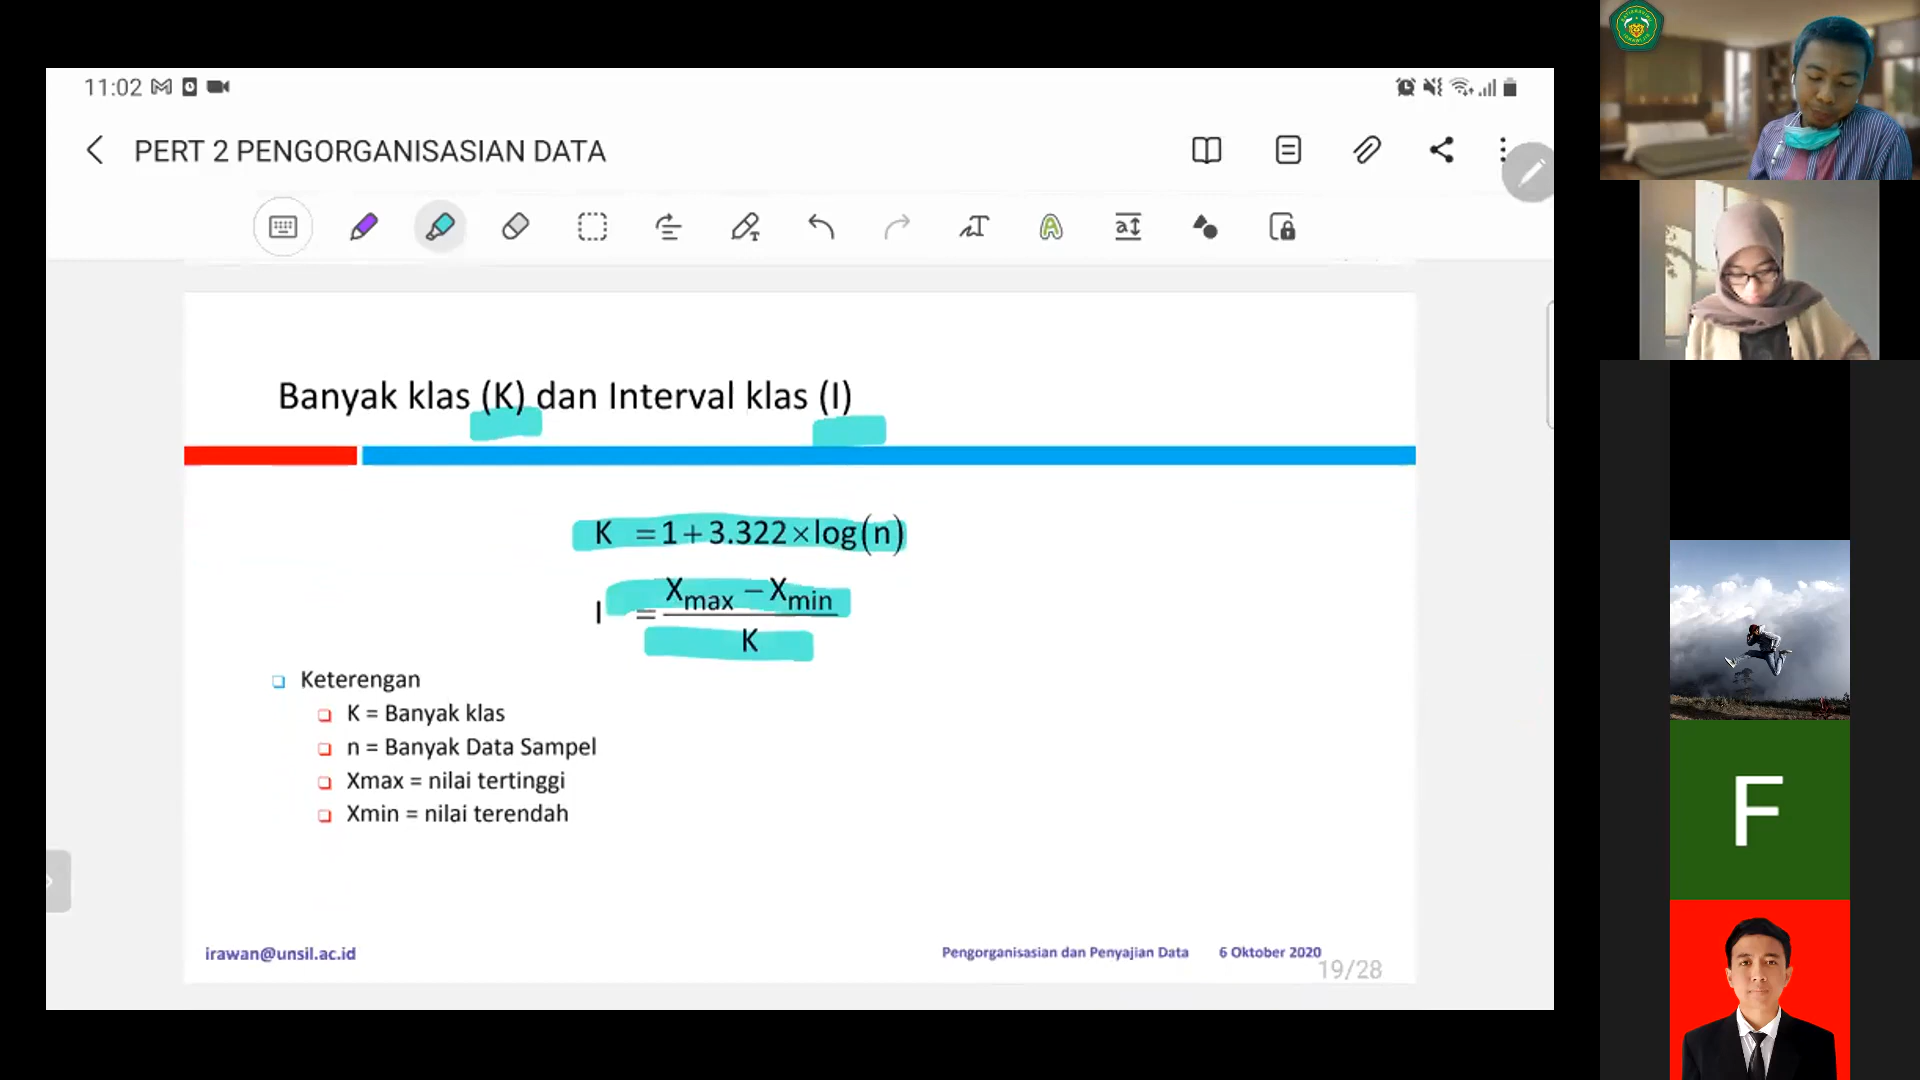 11:02
PERT 2 PENGORGANISASIAN DATA
Banyak klas (K) dan Interval klas (I)
K = 1 + 3.322 × log(n)
I = (Xmax − Xmin) / K
Keterengan
K = Banyak klas
n = Banyak Data Sampel
Xmax = nilai tertinggi
Xmin = nilai terendah
irawan@unsil.ac.id
Pengorganisasian dan Penyajian Data 6 Oktober 2020
19/28
F